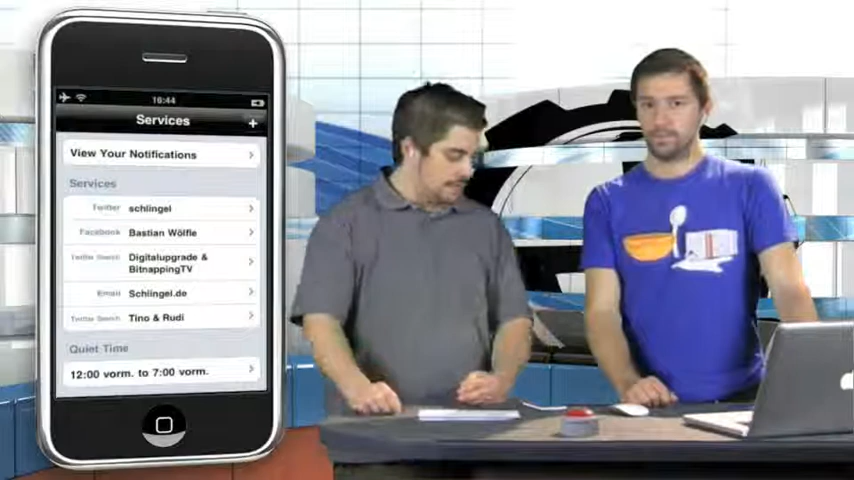 16:44
Services
+
View Your Notifications
Services
Twitter schlingel
Facebook Bastian Wölfle
Twitter Search Digitalupgrade &
BitnappingTV
Email Schlingel.de
Twitter Search Tino & Rudi
Quiet Time
12:00 vorm. to 7:00 vorm.